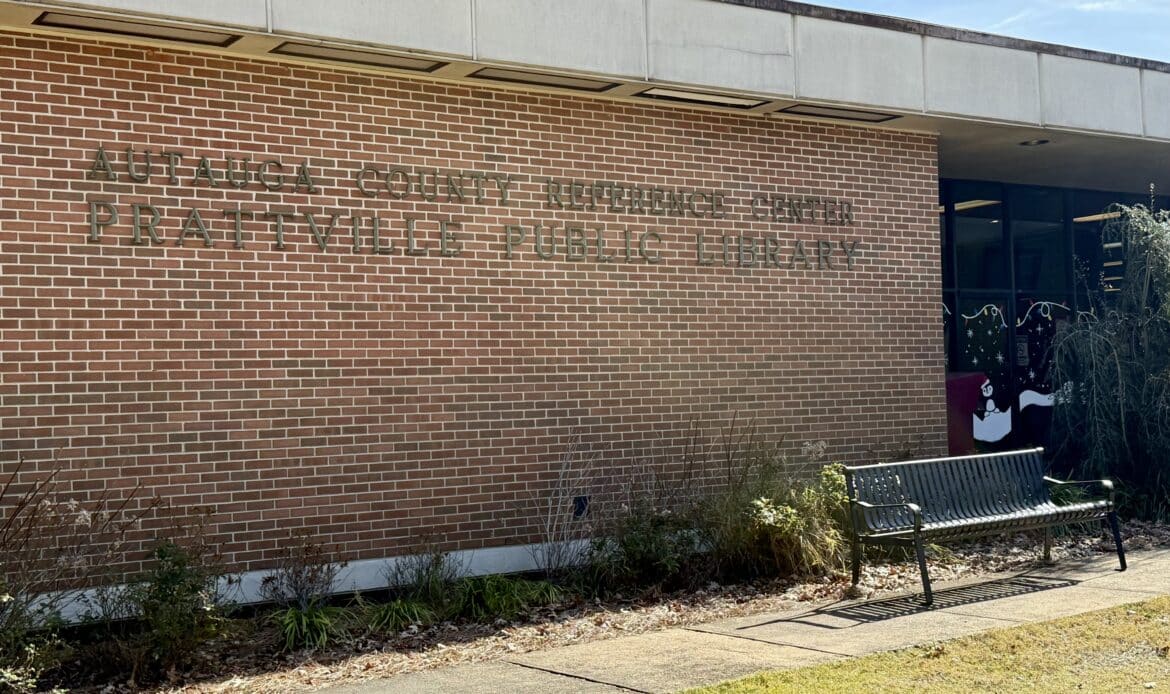 AUTAUGA COUNTY REFERENCE CENTER
PRATTVILLE PUBLIC LIBRARY